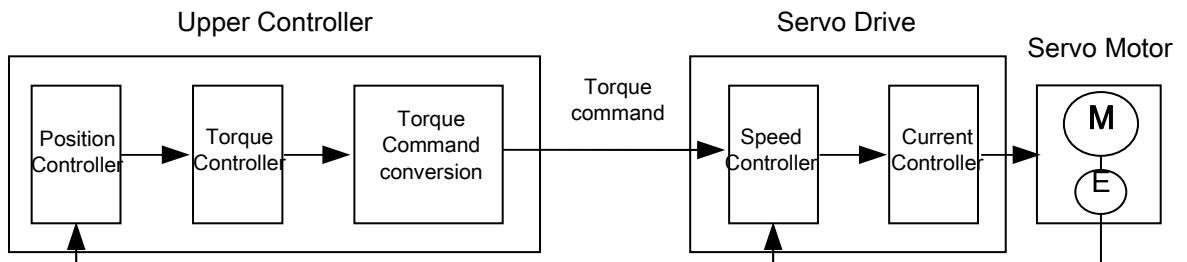 Upper Controller
Servo Drive
Servo Motor
Position
Controller
Torque
Controller
Torque
Command
conversion
Torque
command
Speed
Controller
Current
Controller
M
E